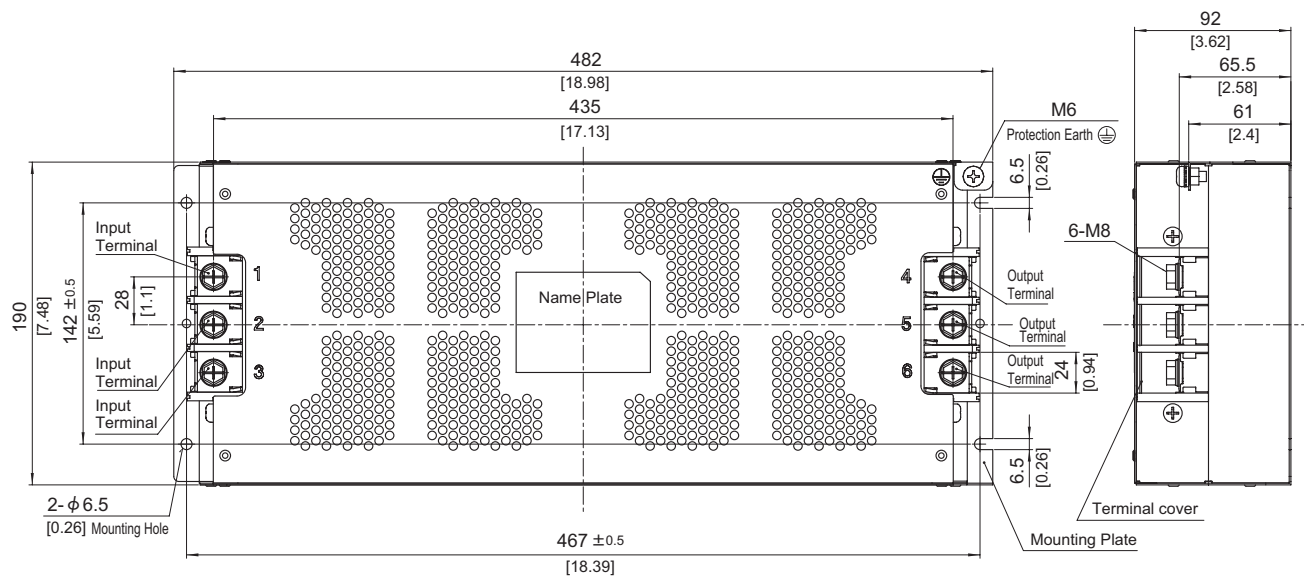 482
[18.98]
435
[17.13]
M6
Protection Earth
92
[3.62]
65.5
[2.58]
61
[2.4]
6.5
[0.26]
6-M8
Input
Terminal
1
4
Output
Terminal
190
[7.48]
142 ±0.5
[5.59]
28
[1.1]
Name Plate
2
5
Output
Terminal
Input
Terminal
3
6
Output
Terminal
24
[0.94]
Input
Terminal
2-φ6.5
[0.26] Mounting Hole
6.5
[0.26]
Terminal cover
Mounting Plate
467 ±0.5
[18.39]